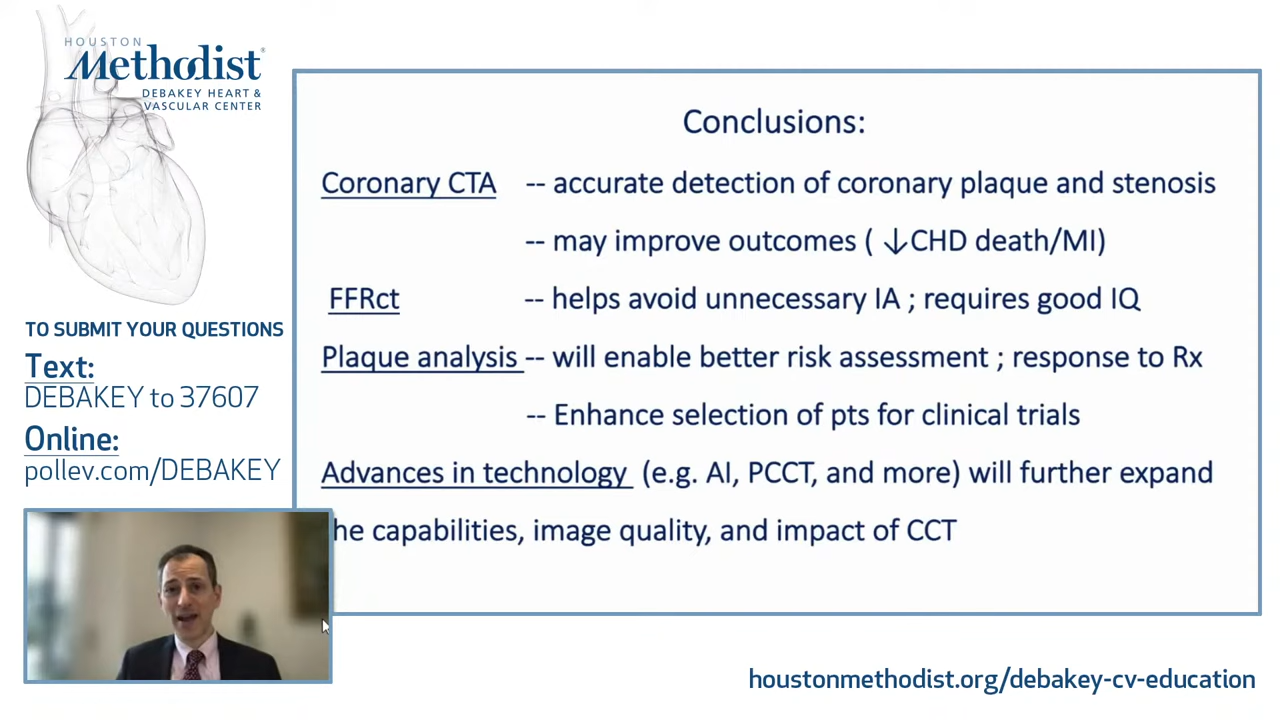 HOUSTON
Methodist®
DEBAKEY HEART &
VASCULAR CENTER
TO SUBMIT YOUR QUESTIONS
Text:
DEBAKEY to 37607
Online:
pollev.com/DEBAKEY
Conclusions:
Coronary CTA -- accurate detection of coronary plaque and stenosis
-- may improve outcomes ( ↓CHD death/MI)
FFRct -- helps avoid unnecessary IA ; requires good IQ
Plaque analysis -- will enable better risk assessment ; response to Rx
-- Enhance selection of pts for clinical trials
Advances in technology (e.g. AI, PCCT, and more) will further expand
he capabilities, image quality, and impact of CCT
houstonmethodist.org/debakey-cv-education